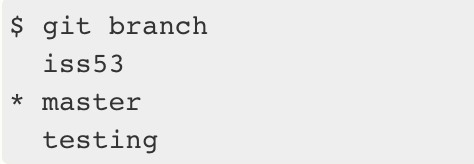 $ git branch
  iss53
* master
  testing